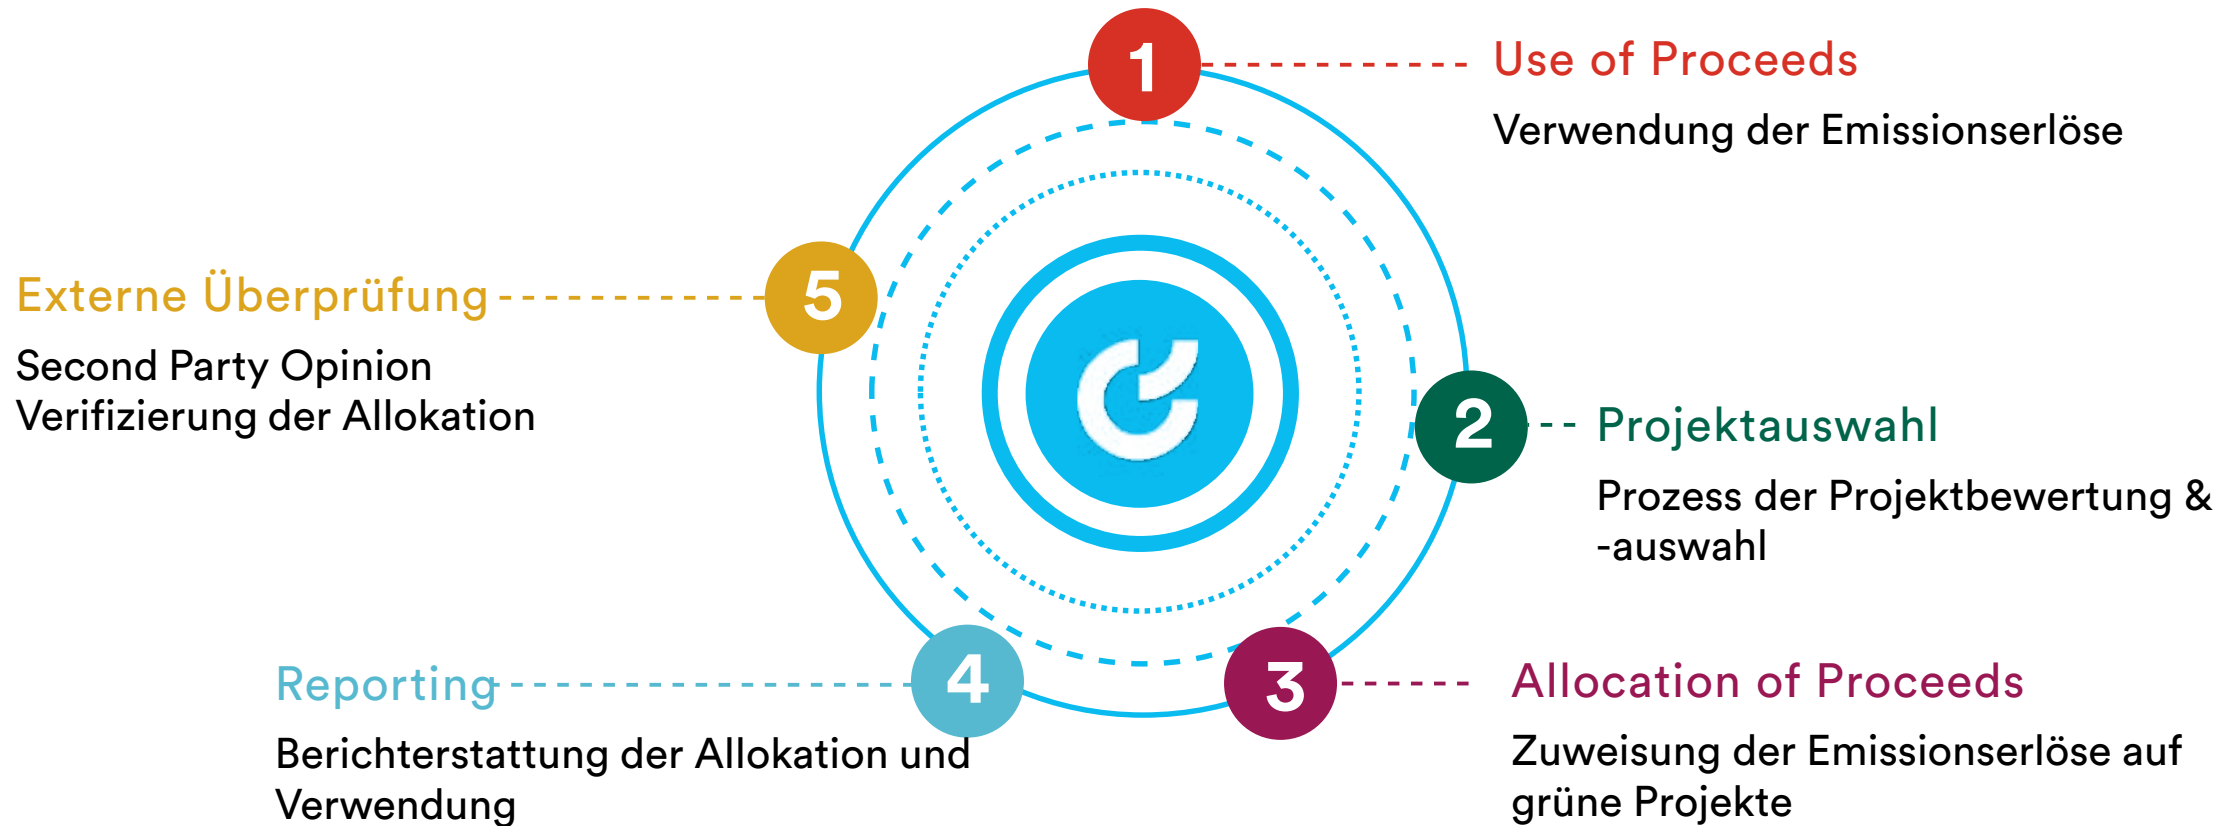 1
Use of Proceeds
Verwendung der Emissionserlöse
2
Projektauswahl
Prozess der Projektbewertung &
-auswahl
3
Allocation of Proceeds
Zuweisung der Emissionserlöse auf
grüne Projekte
4
Reporting
Berichterstattung der Allokation und
Verwendung
5
Externe Überprüfung
Second Party Opinion
Verifizierung der Allokation